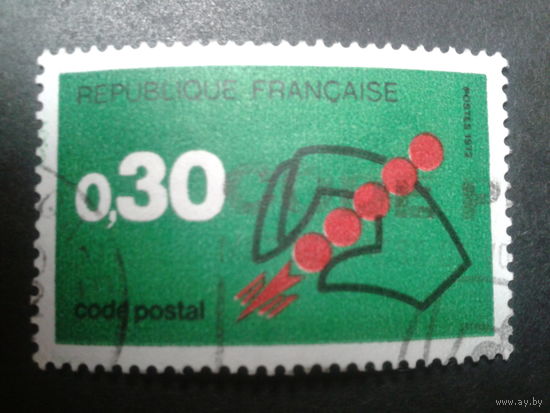 REPUBLIQUE FRANÇAISE
POSTES 1972
0,30
code postal
www.ay.by